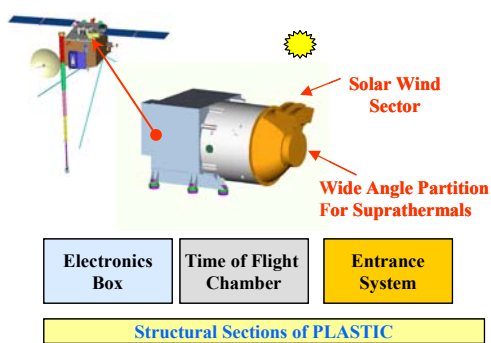 Solar Wind
Sector
Wide Angle Partition
For Suprathermals
Electronics
Box
Time of Flight
Chamber
Entrance
System
Structural Sections of PLASTIC